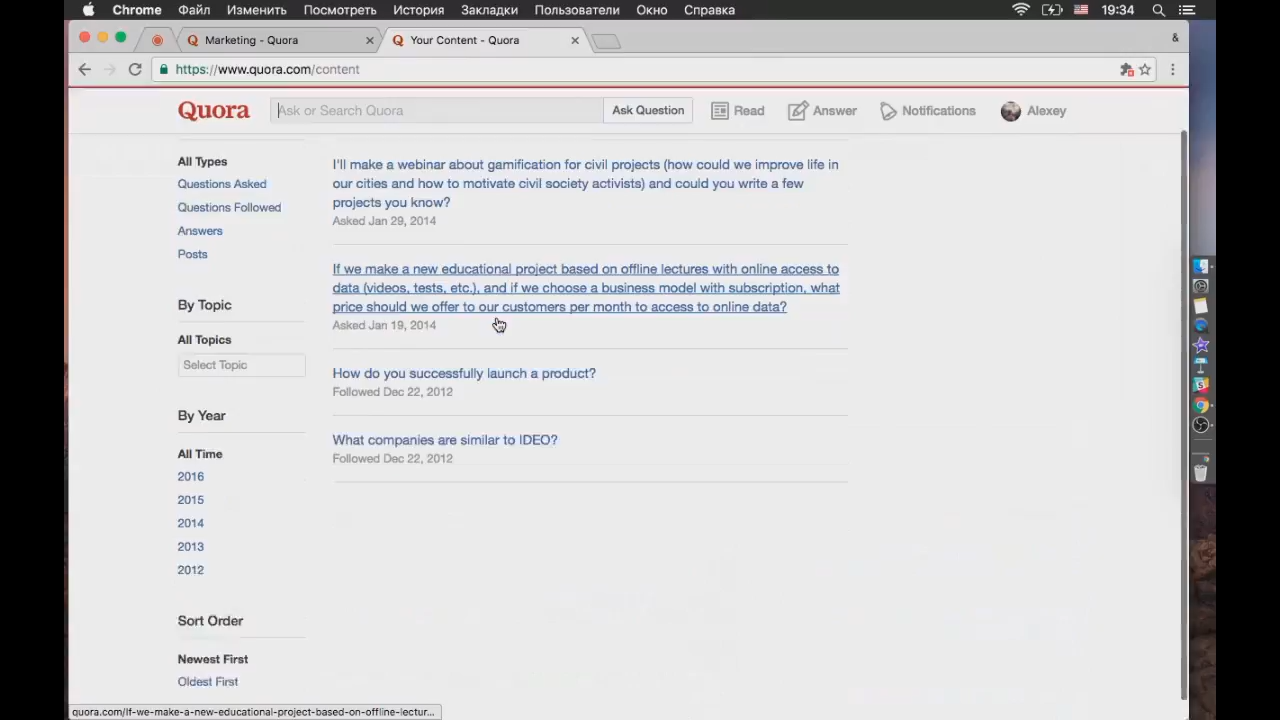 Chrome Файл Изменить Посмотреть История Закладки Пользователи Окно Справка 19:34
Marketing - Quora Your Content - Quora
https://www.quora.com/content
Quora Ask or Search Quora Ask Question Read Answer Notifications Alexey
All Types
Questions Asked
Questions Followed
Answers
Posts
By Topic
All Topics
Select Topic
By Year
All Time
2016
2015
2014
2013
2012
Sort Order
Newest First
Oldest First
I'll make a webinar about gamification for civil projects (how could we improve life in
our cities and how to motivate civil society activists) and could you write a few
projects you know?
Asked Jan 29, 2014
If we make a new educational project based on offline lectures with online access to
data (videos, tests, etc.), and if we choose a business model with subscription, what
price should we offer to our customers per month to access to online data?
Asked Jan 19, 2014
How do you successfully launch a product?
Followed Dec 22, 2012
What companies are similar to IDEO?
Followed Dec 22, 2012
quora.com/If-we-make-a-new-educational-project-based-on-offline-lectur...